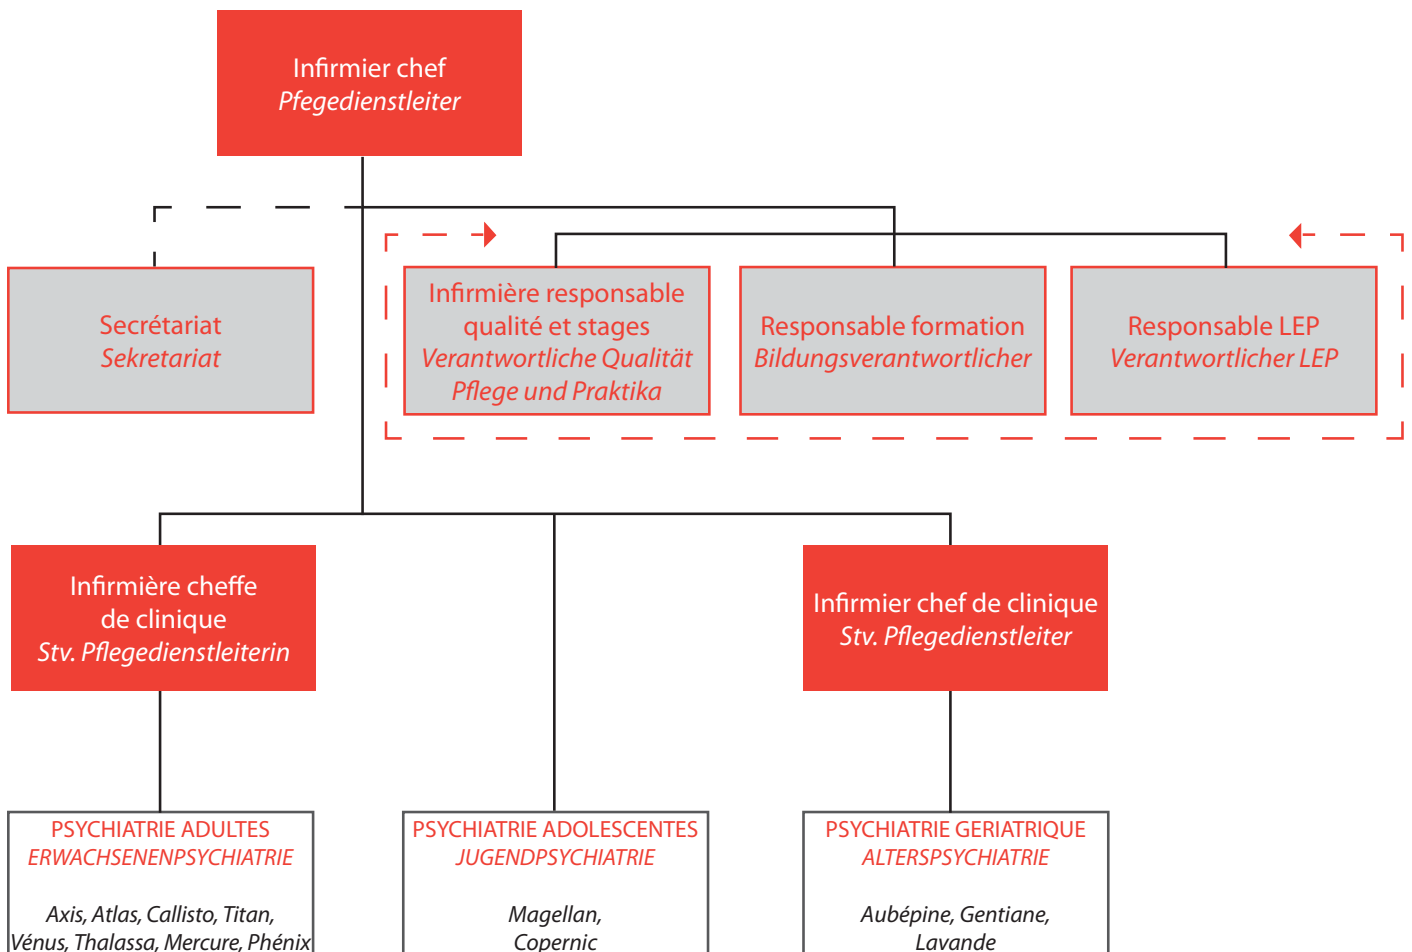 Infirmier chef
Pfegedienstleiter
Secrétariat
Sekretariat
Infirmière responsable
qualité et stages
Verantwortliche Qualität
Pflege und Praktika
Responsable formation
Bildungsverantwortlicher
Responsable LEP
Verantwortlicher LEP
Infirmière cheffe
de clinique
Stv. Pflegedienstleiterin
Infirmier chef de clinique
Stv. Pflegedienstleiter
PSYCHIATRIE ADULTES
ERWACHSENENPSYCHIATRIE
Axis, Atlas, Callisto, Titan,
Vénus, Thalassa, Mercure, Phénix
PSYCHIATRIE ADOLESCENTES
JUGENDPSYCHIATRIE
Magellan,
Copernic
PSYCHIATRIE GERIATRIQUE
ALTERSPSYCHIATRIE
Aubépine, Gentiane,
Lavande